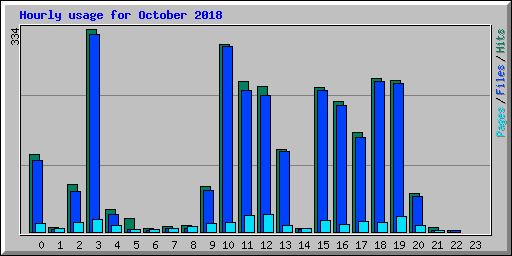 Hourly usage for October 2018
334
Pages/Files/Hits
0 1 2 3 4 5 6 7 8 9 10 11 12 13 14 15 16 17 18 19 20 21 22 23